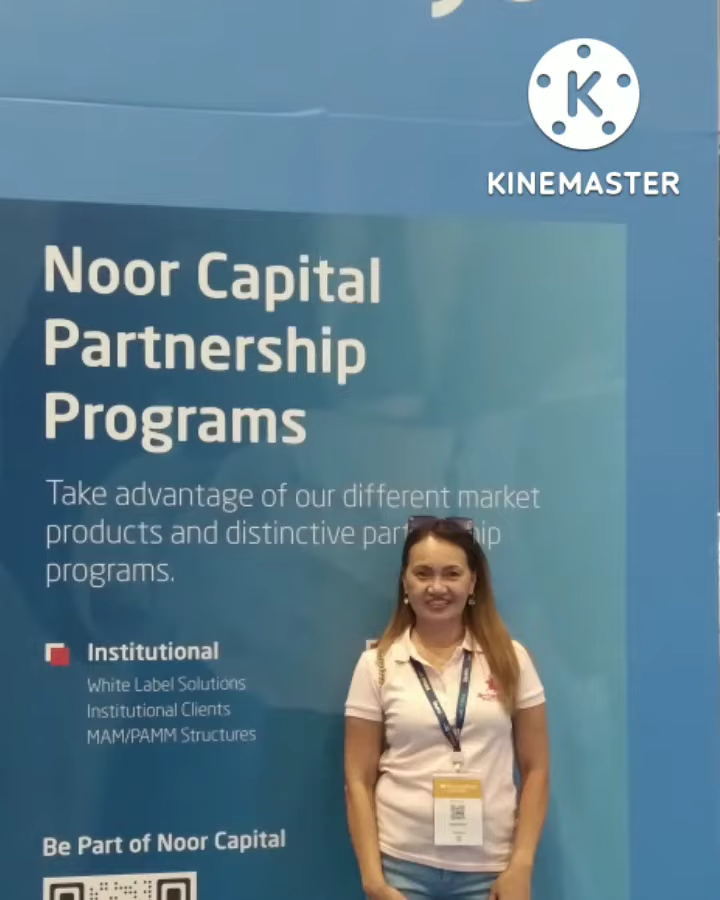 K
KINEMASTER
Noor Capital
Partnership
Programs
Take advantage of our different market
products and distinctive
programs.
Institutional
White Label Solutions
Institutional Clients
MAM/PAMM Structures
Be Part of Noor Capital